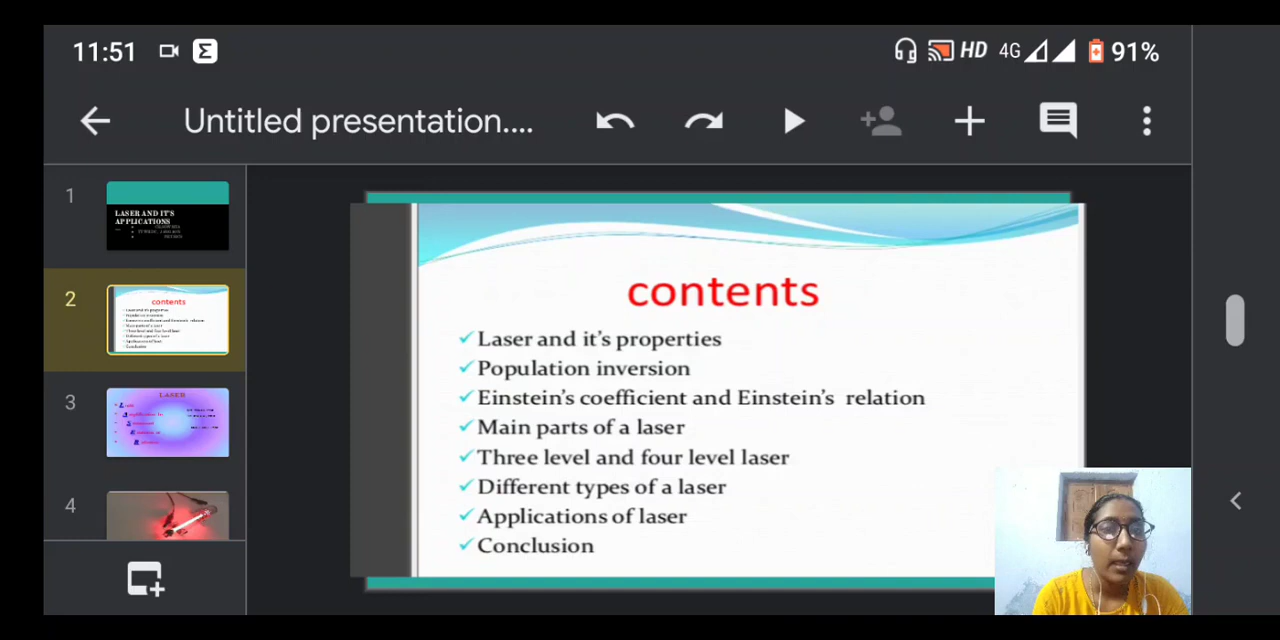 11:51 Σ HD 4G 91%
Untitled presentation....
1
LASER AND IT'S
APPLICATIONS
2
contents
3
LASER
4
contents
✓ Laser and it's properties
✓ Population inversion
✓ Einstein's coefficient and Einstein's relation
✓ Main parts of a laser
✓ Three level and four level laser
✓ Different types of a laser
✓ Applications of laser
✓ Conclusion